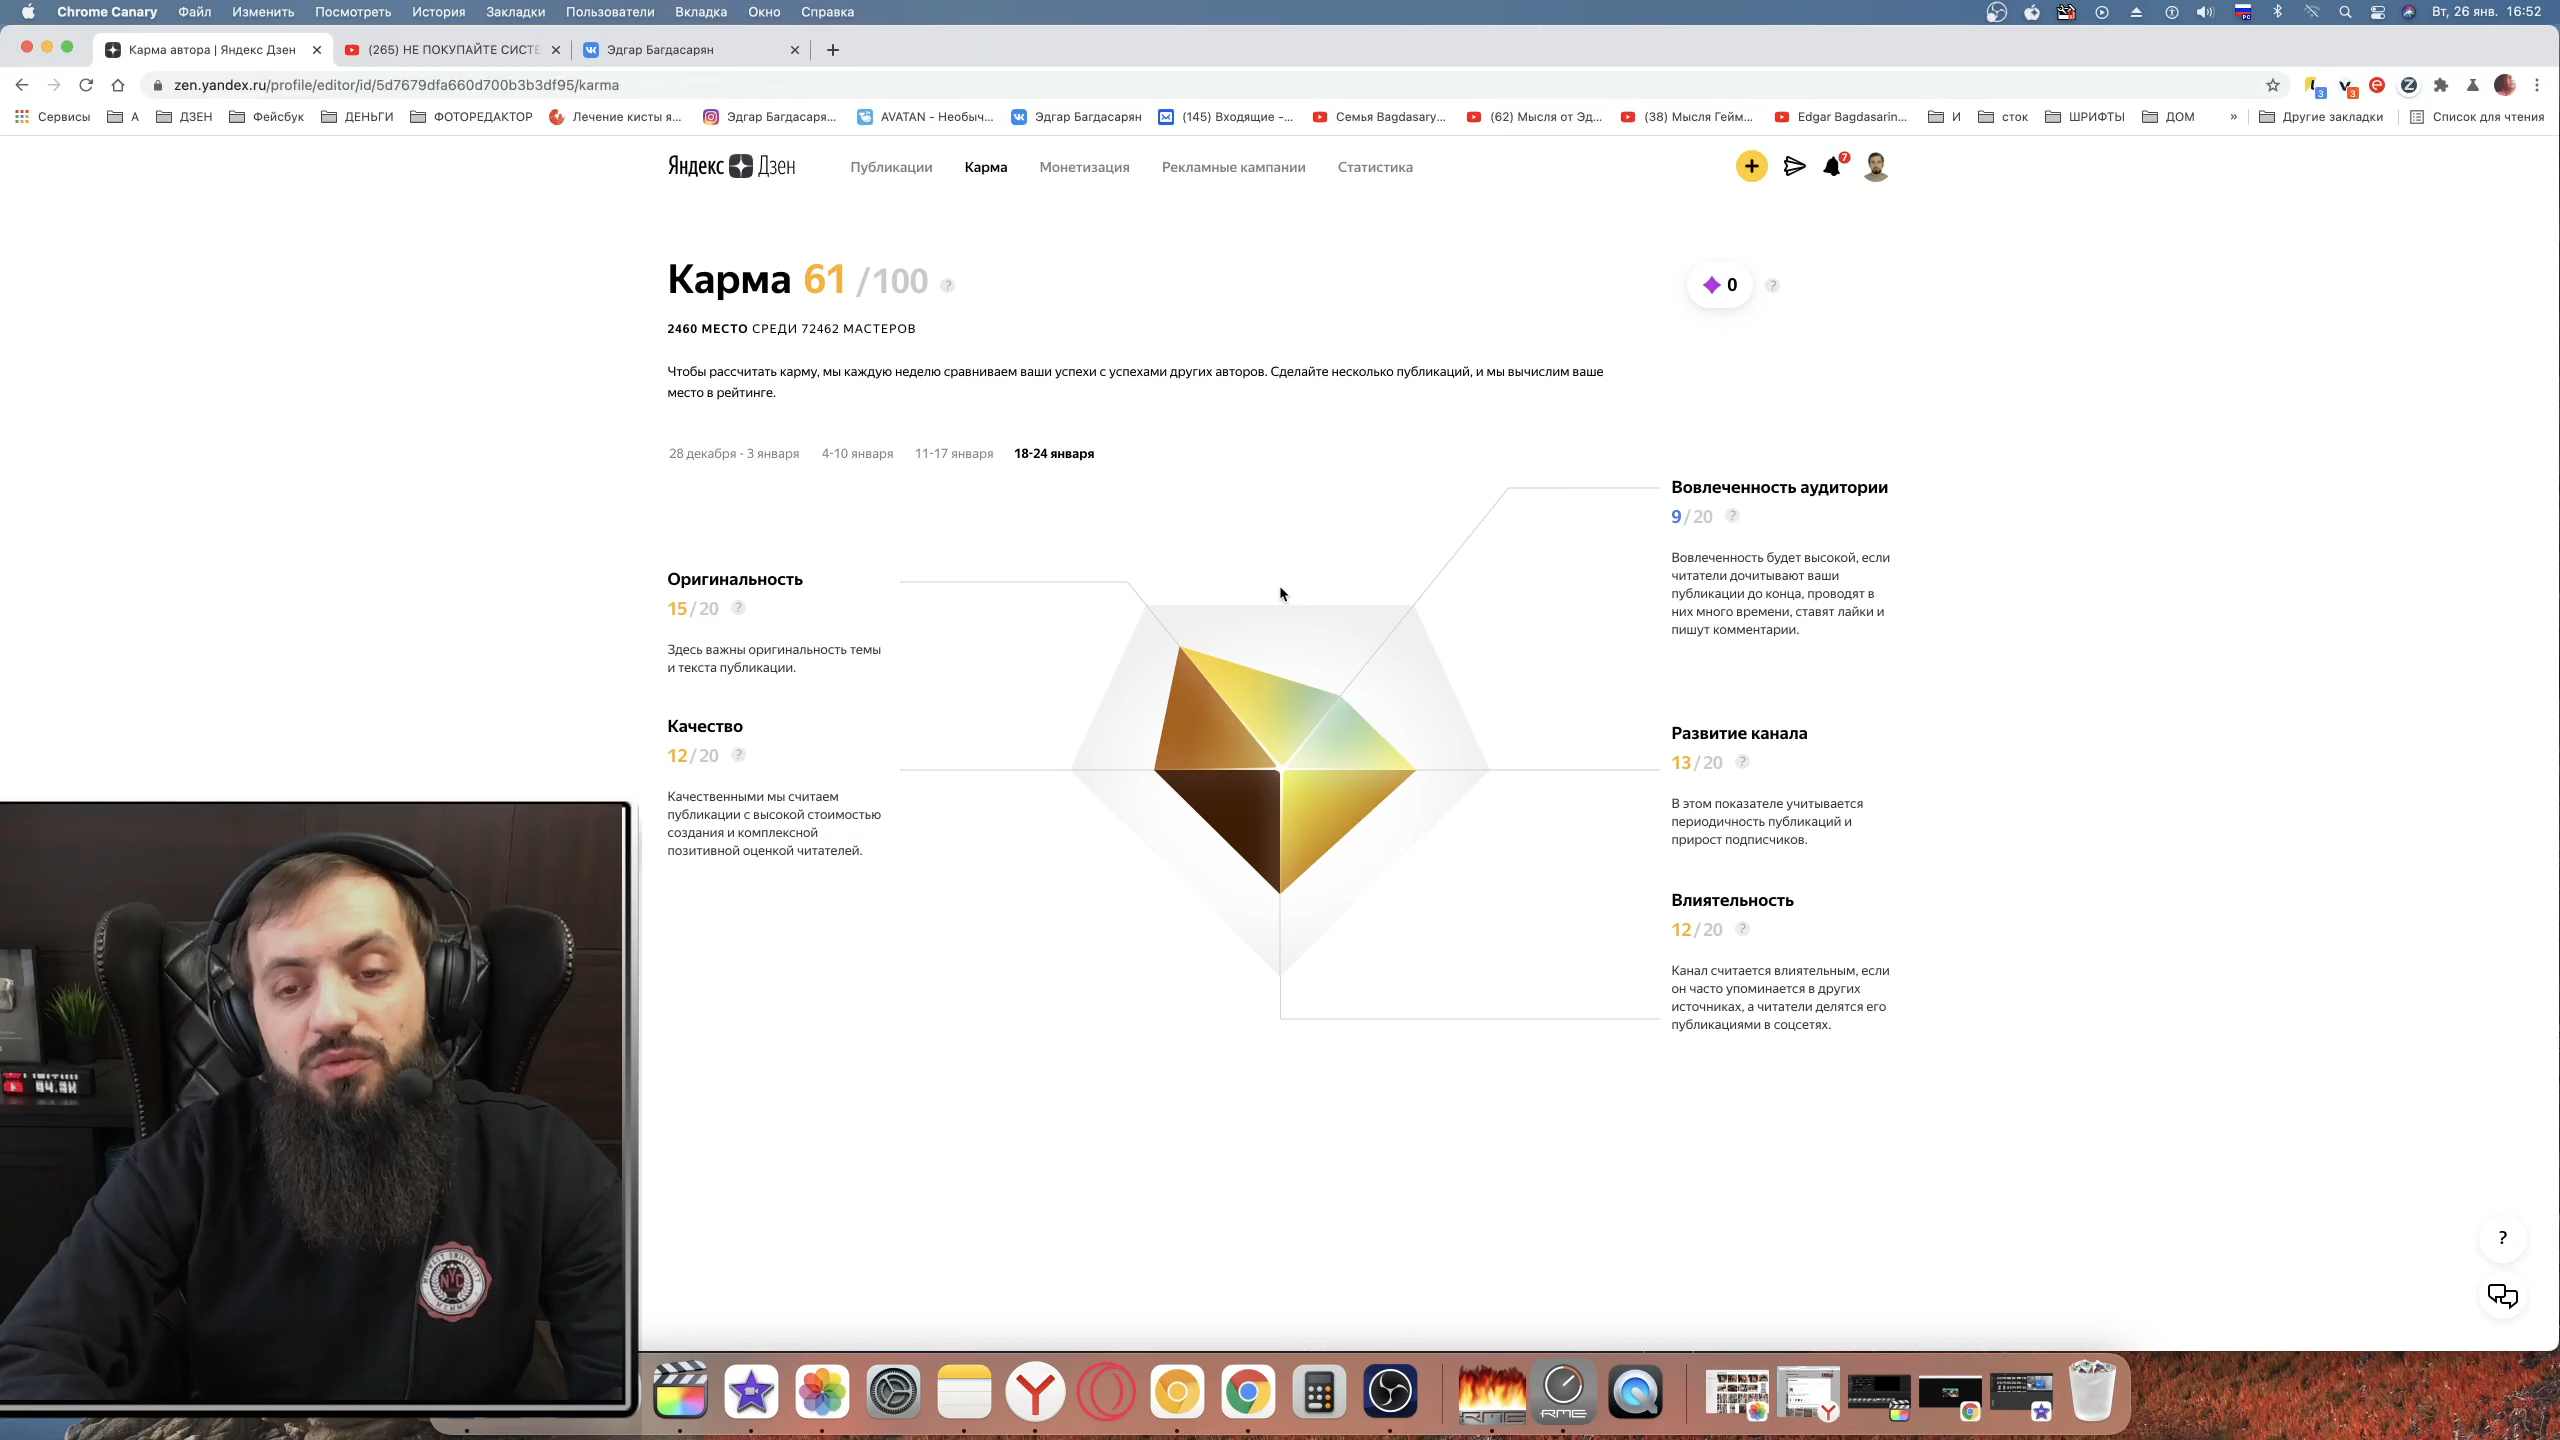 Chrome Canary Файл Изменить Посмотреть История Закладки Пользователи Вкладка Окно Справка Вт, 26 янв. 16:52
Карма автора | Яндекс Дзен (265) НЕ ПОКУПАЙТЕ СИСТЕ Эдгар Багдасарян
zen.yandex.ru/profile/editor/id/5d7679dfa660d700b3b3df95/karma
Сервисы А ДЗЕН Фейсбук ДЕНЬГИ ФОТОРЕДАКТОР Лечение кисты я... Эдгар Багдасаря... AVATAN - Необыч... Эдгар Багдасарян (145) Входящие -... Семья Bagdasary... (62) Мысля от Эд... (38) Мысля Гейм... Edgar Bagdasarin... И сток ШРИФТЫ ДОМ » Другие закладки Список для чтения
Яндекс Дзен Публикации Карма Монетизация Рекламные кампании Статистика 7
Карма 61 /100 ?
0 ?
2460 МЕСТО СРЕДИ 72462 МАСТЕРОВ
Чтобы рассчитать карму, мы каждую неделю сравниваем ваши успехи с успехами других авторов. Сделайте несколько публикаций, и мы вычислим ваше
место в рейтинге.
28 декабря - 3 января 4-10 января 11-17 января 18-24 января
Вовлеченность аудитории
9/20 ?
Вовлеченность будет высокой, если
читатели дочитывают ваши
публикации до конца, проводят в
них много времени, ставят лайки и
пишут комментарии.
Оригинальность
15/20 ?
Здесь важны оригинальность темы
и текста публикации.
Качество
12/20 ?
Качественными мы считаем
публикации с высокой стоимостью
создания и комплексной
позитивной оценкой читателей.
Развитие канала
13/20 ?
В этом показателе учитывается
периодичность публикаций и
прирост подписчиков.
Влиятельность
12/20 ?
Канал считается влиятельным, если
он часто упоминается в других
источниках, а читатели делятся его
публикациями в соцсетях.
NYC
?
RME
RME